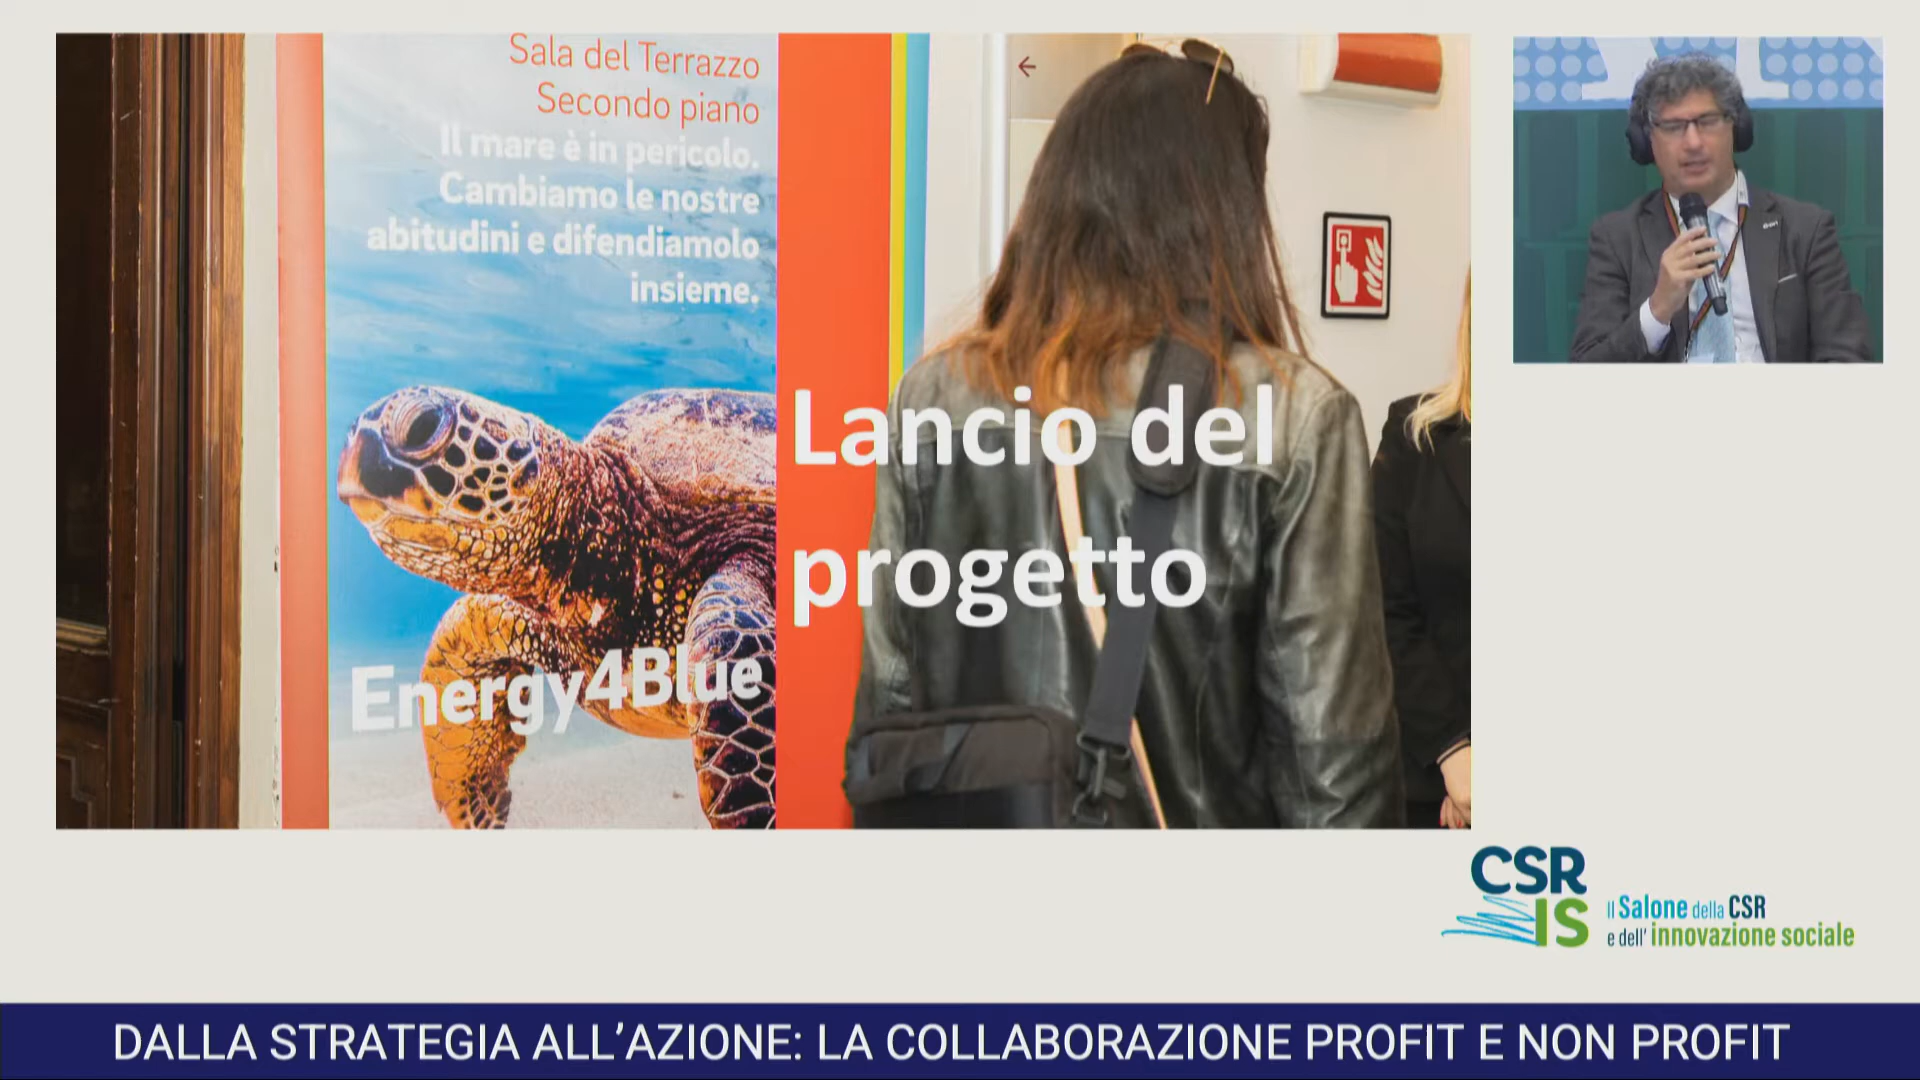 Sala del Terrazzo
Secondo piano
Il mare è in pericolo.
Cambiamo le nostre
abitudini e difendiamolo
insieme.
Energy4Blue
Lancio del
progetto
CSR
IS
Il Salone della CSR
e dell' innovazione sociale
DALLA STRATEGIA ALL’AZIONE: LA COLLABORAZIONE PROFIT E NON PROFIT